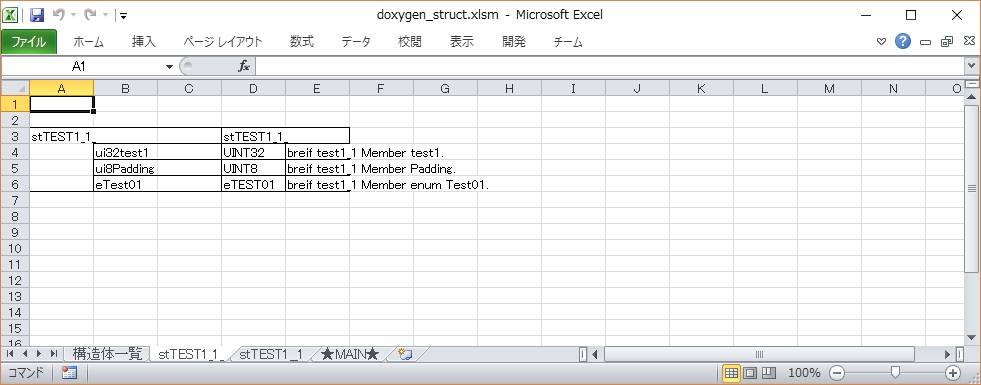 doxygen_struct.xlsm - Microsoft Excel
ファイル ホーム 挿入 ページ レイアウト 数式 データ 校閲 表示 開発 チーム
A1 fx
A B C D E F G H I J K L M N O
1
2
3 stTEST1_1_ stTEST1_1_
4 ui32test1 UINT32 breif test1_1 Member test1.
5 ui8Padding UINT8 breif test1_1 Member Padding.
6 eTest01 eTEST01 breif test1_1 Member enum Test01.
7
8
9
10
11
12
13
14
15
16
構造体一覧 stTEST1_1_ stTEST1_1 ★MAIN★
コマンド 100%